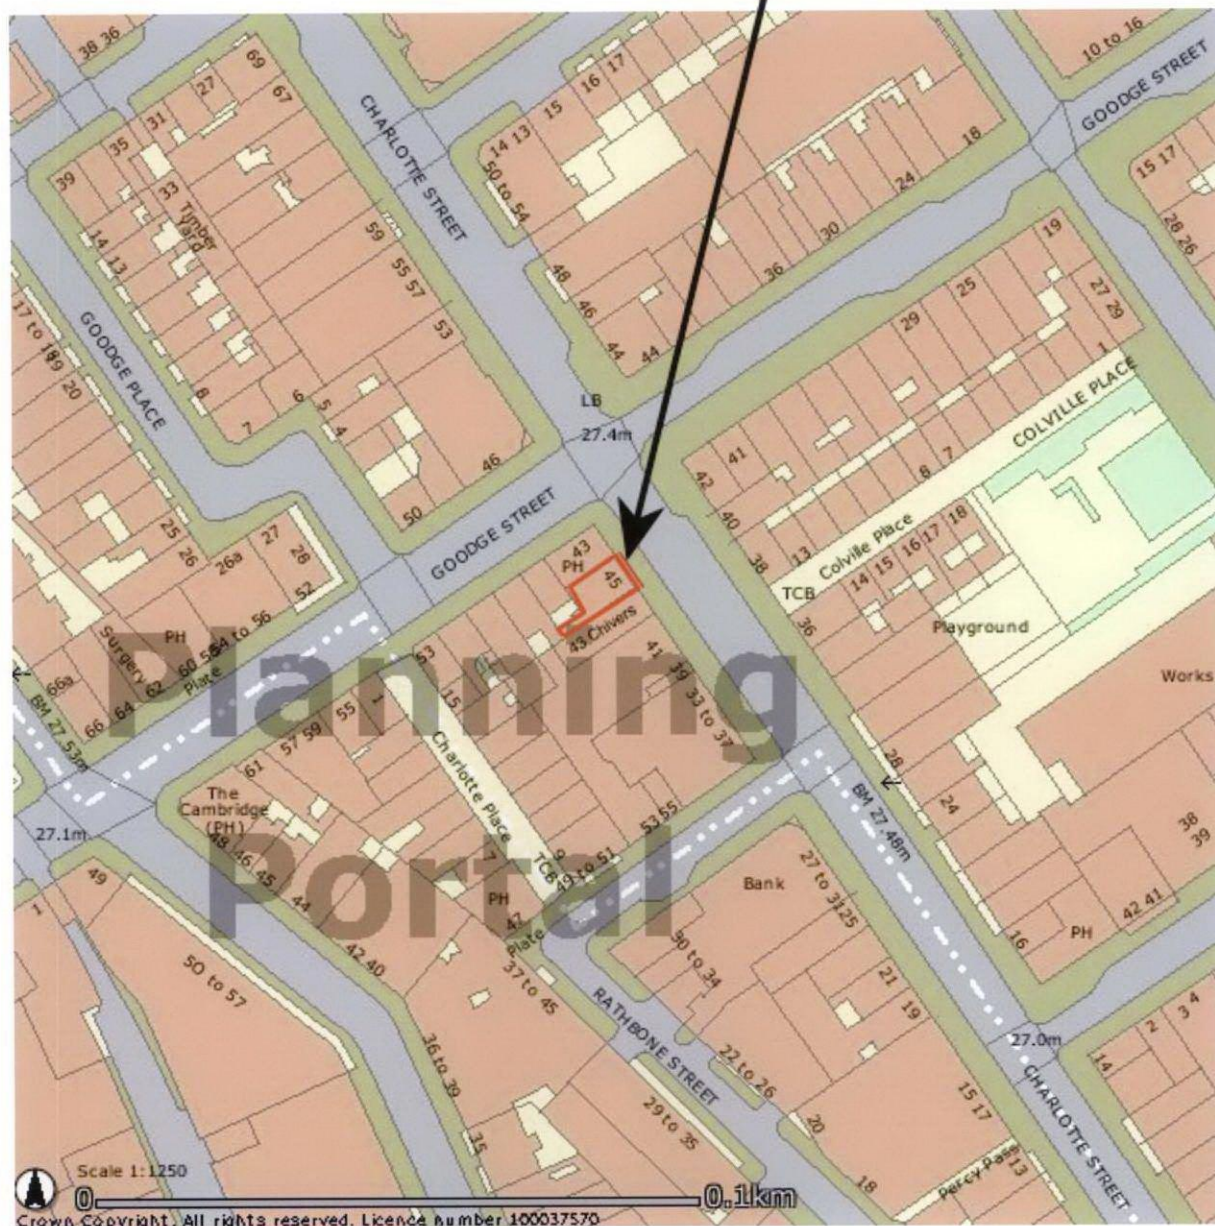 38 36
69
27
67
31
35
39
33
Timber
Yard
14
13
59
55 57
53
CHARLOTTE STREET
14 13
15
16 17
50 to 54
48
46
44
44
36
30
24
18
10 to 16
GOODGE STREET
15 17
28 26
19
27 29
25
29
1
COLVILLE PLACE
41
42
40
38
13
6 7
Colville Place
14 15 16 17 18
TCB
36
Playground
Works
17 to 18
19
20
GOODGE PLACE
8
7
6
5
4
46
50
LB
27.4m
GOODGE STREET
43
PH
45
43 Chivers
41
39
33 to 37
25
26
26a
27
28
52
54 to 56
60 58
62
64
66
66a
PH
Surgery
Plate
BM 27.53m
53
15
1
55
57 59
61
The
Cambridge
(PH)
27.1m
48, 46, 45
44
42 40
Charlotte Place
7
9
TCB
PH
47
Plate
49 to 51
53 55
37 to 45
Planning
Portal
28
24
BM 27.48m
38
39
42 41
PH
16
Bank
27 to 31
25
21
19
30 to 34
RATHBONE STREET
22 to 26
20
18
29 to 35
36 to 39
35
49
1
50 to 57
27.0m
2
3 4
14
CHARLOTTE STREET
15 17
13
Percy Pass
Scale 1:1250
0 0.1km
Crown Copyright. All rights reserved. Licence number 100037570